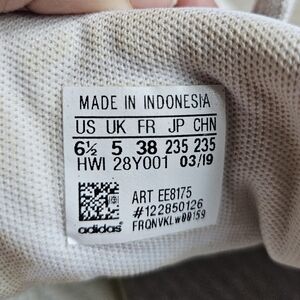 MADE IN INDONESIA
US UK FR JP CHN
6½ 5 38 235 235
HWI 28Y001 03/19
ART EE8175
#122850126
adidas FRQNVKLW00159